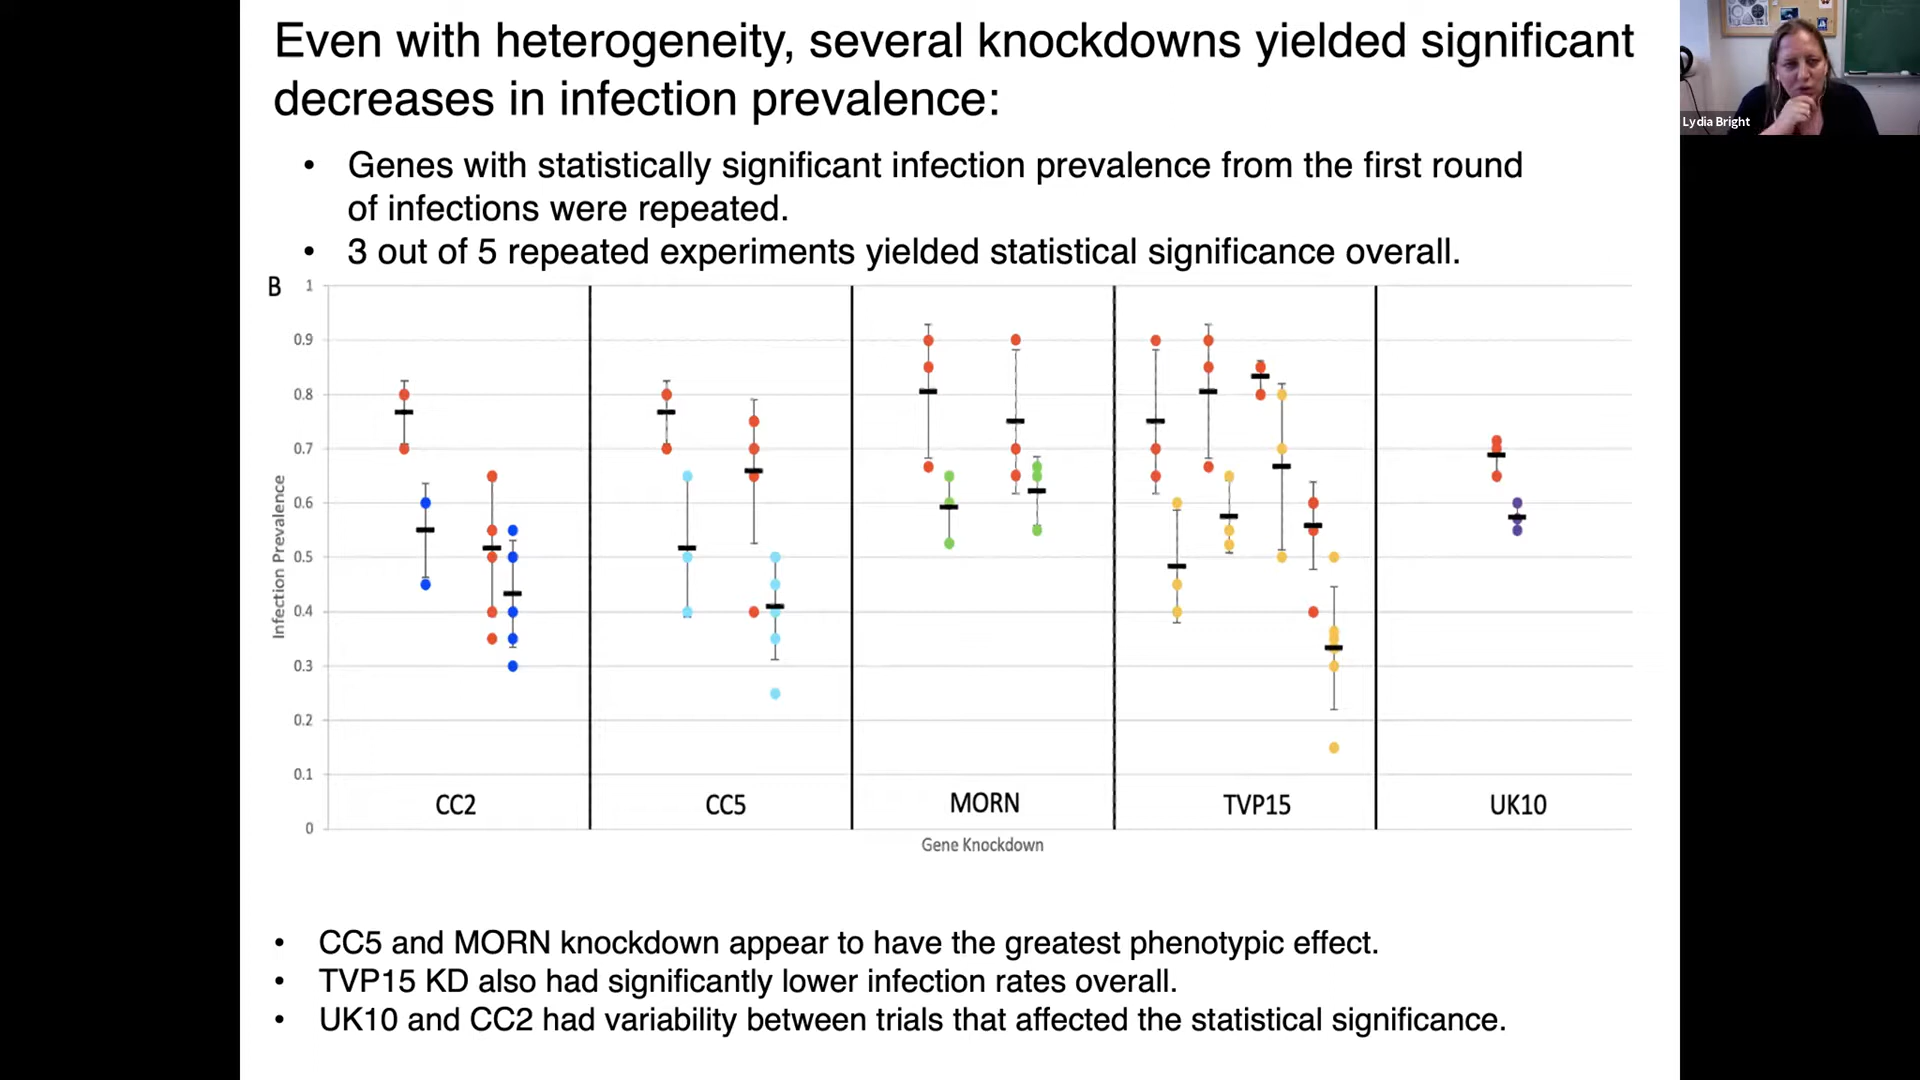 Even with heterogeneity, several knockdowns yielded significant
decreases in infection prevalence:
Lydia Bright
• Genes with statistically significant infection prevalence from the first round
of infections were repeated.
• 3 out of 5 repeated experiments yielded statistical significance overall.
B
1
0.9
0.8
0.7
0.6
0.5
0.4
0.3
0.2
0.1
0
Infection Prevalence
CC2
CC5
MORN
TVP15
UK10
Gene Knockdown
• CC5 and MORN knockdown appear to have the greatest phenotypic effect.
• TVP15 KD also had significantly lower infection rates overall.
• UK10 and CC2 had variability between trials that affected the statistical significance.